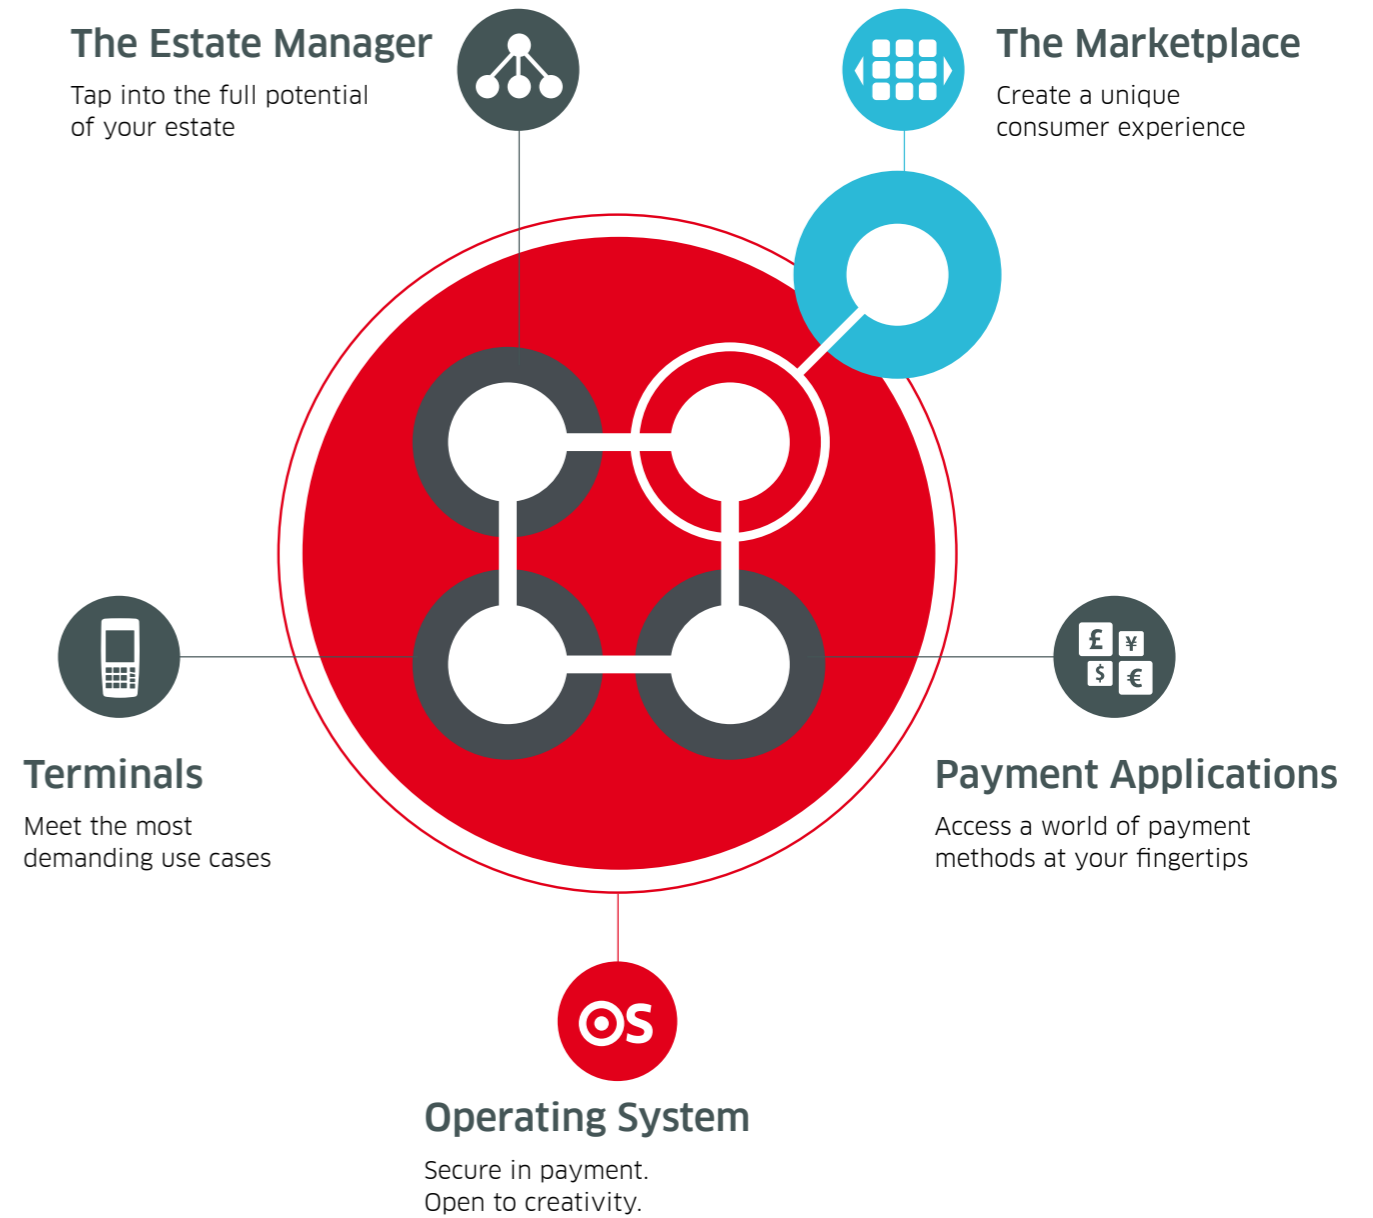 The Estate Manager
Tap into the full potential
of your estate
The Marketplace
Create a unique
consumer experience
Terminals
Meet the most
demanding use cases
£ ¥
$ €
Payment Applications
Access a world of payment
methods at your fingertips
OS
Operating System
Secure in payment.
Open to creativity.